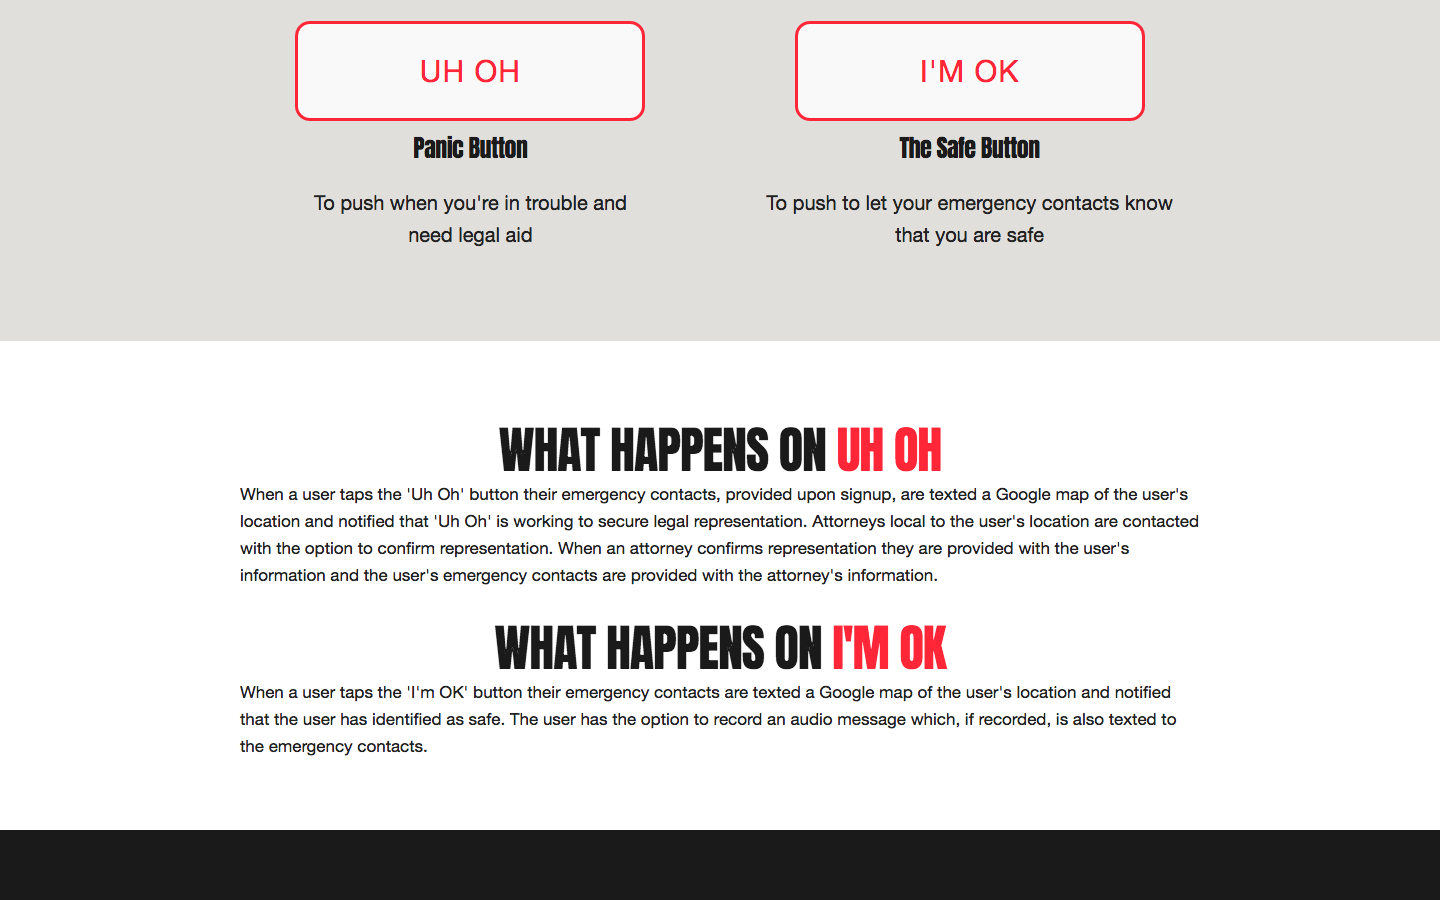 UH OH
I'M OK
Panic Button
The Safe Button
To push when you're in trouble and
need legal aid
To push to let your emergency contacts know
that you are safe
WHAT HAPPENS ON UH OH
When a user taps the 'Uh Oh' button their emergency contacts, provided upon signup, are texted a Google map of the user's
location and notified that 'Uh Oh' is working to secure legal representation. Attorneys local to the user's location are contacted
with the option to confirm representation. When an attorney confirms representation they are provided with the user's
information and the user's emergency contacts are provided with the attorney's information.
WHAT HAPPENS ON I'M OK
When a user taps the 'I'm OK' button their emergency contacts are texted a Google map of the user's location and notified
that the user has identified as safe. The user has the option to record an audio message which, if recorded, is also texted to
the emergency contacts.